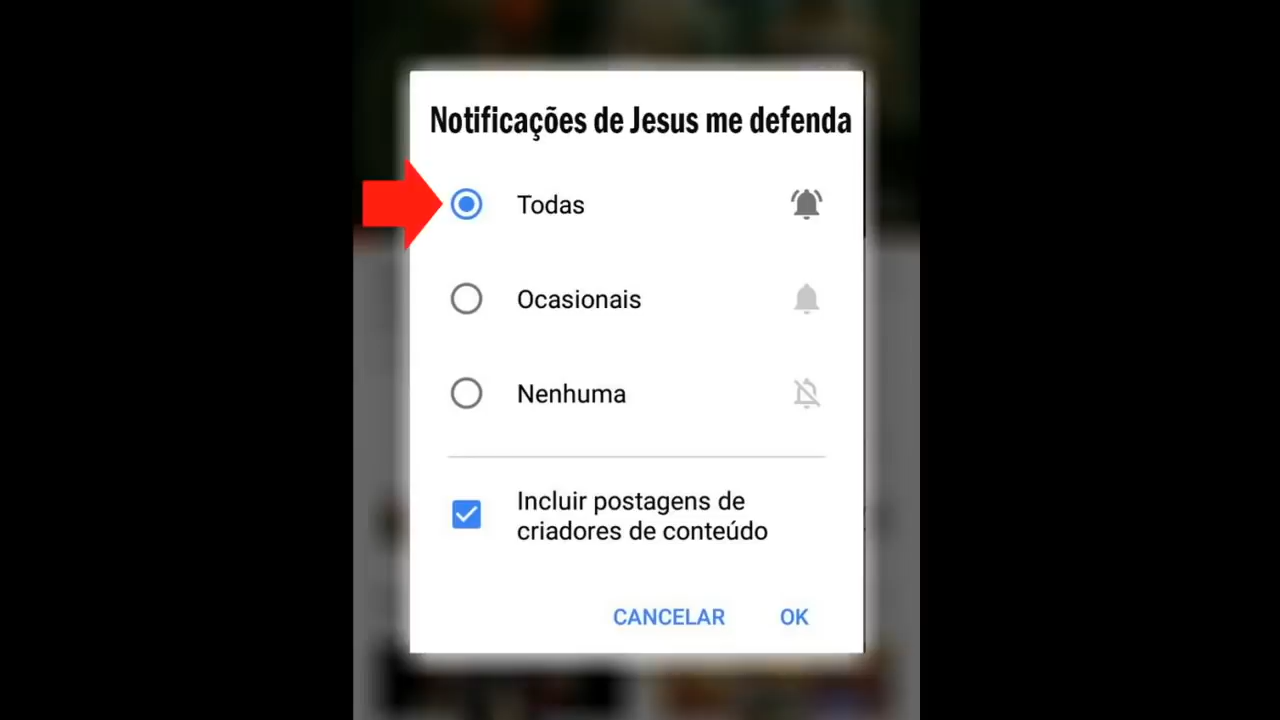 Notificações de Jesus me defenda
Todas
Ocasionais
Nenhuma
Incluir postagens de
criadores de conteúdo
CANCELAR OK